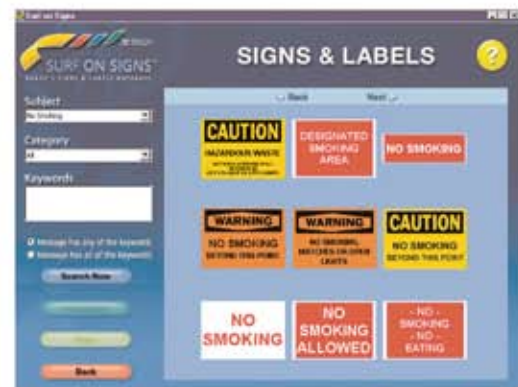 Surf on Signs
SURF ON SIGNS
SIGNS & LABELS
?
Subject
No Smoking
Category
All
Keywords
Message has any of the keywords
Message has all of the keywords
Search Now
Back
Back Next
CAUTION
HAZARDOUS WASTE
DESIGNATED
SMOKING
AREA
NO SMOKING
WARNING
NO SMOKING
BEYOND THIS POINT
WARNING
NO SMOKING,
MATCHES OR OPEN
LIGHTS
CAUTION
NO SMOKING
BEYOND THIS POINT
NO
SMOKING
NO
SMOKING
ALLOWED
- NO -
SMOKING
- NO -
EATING